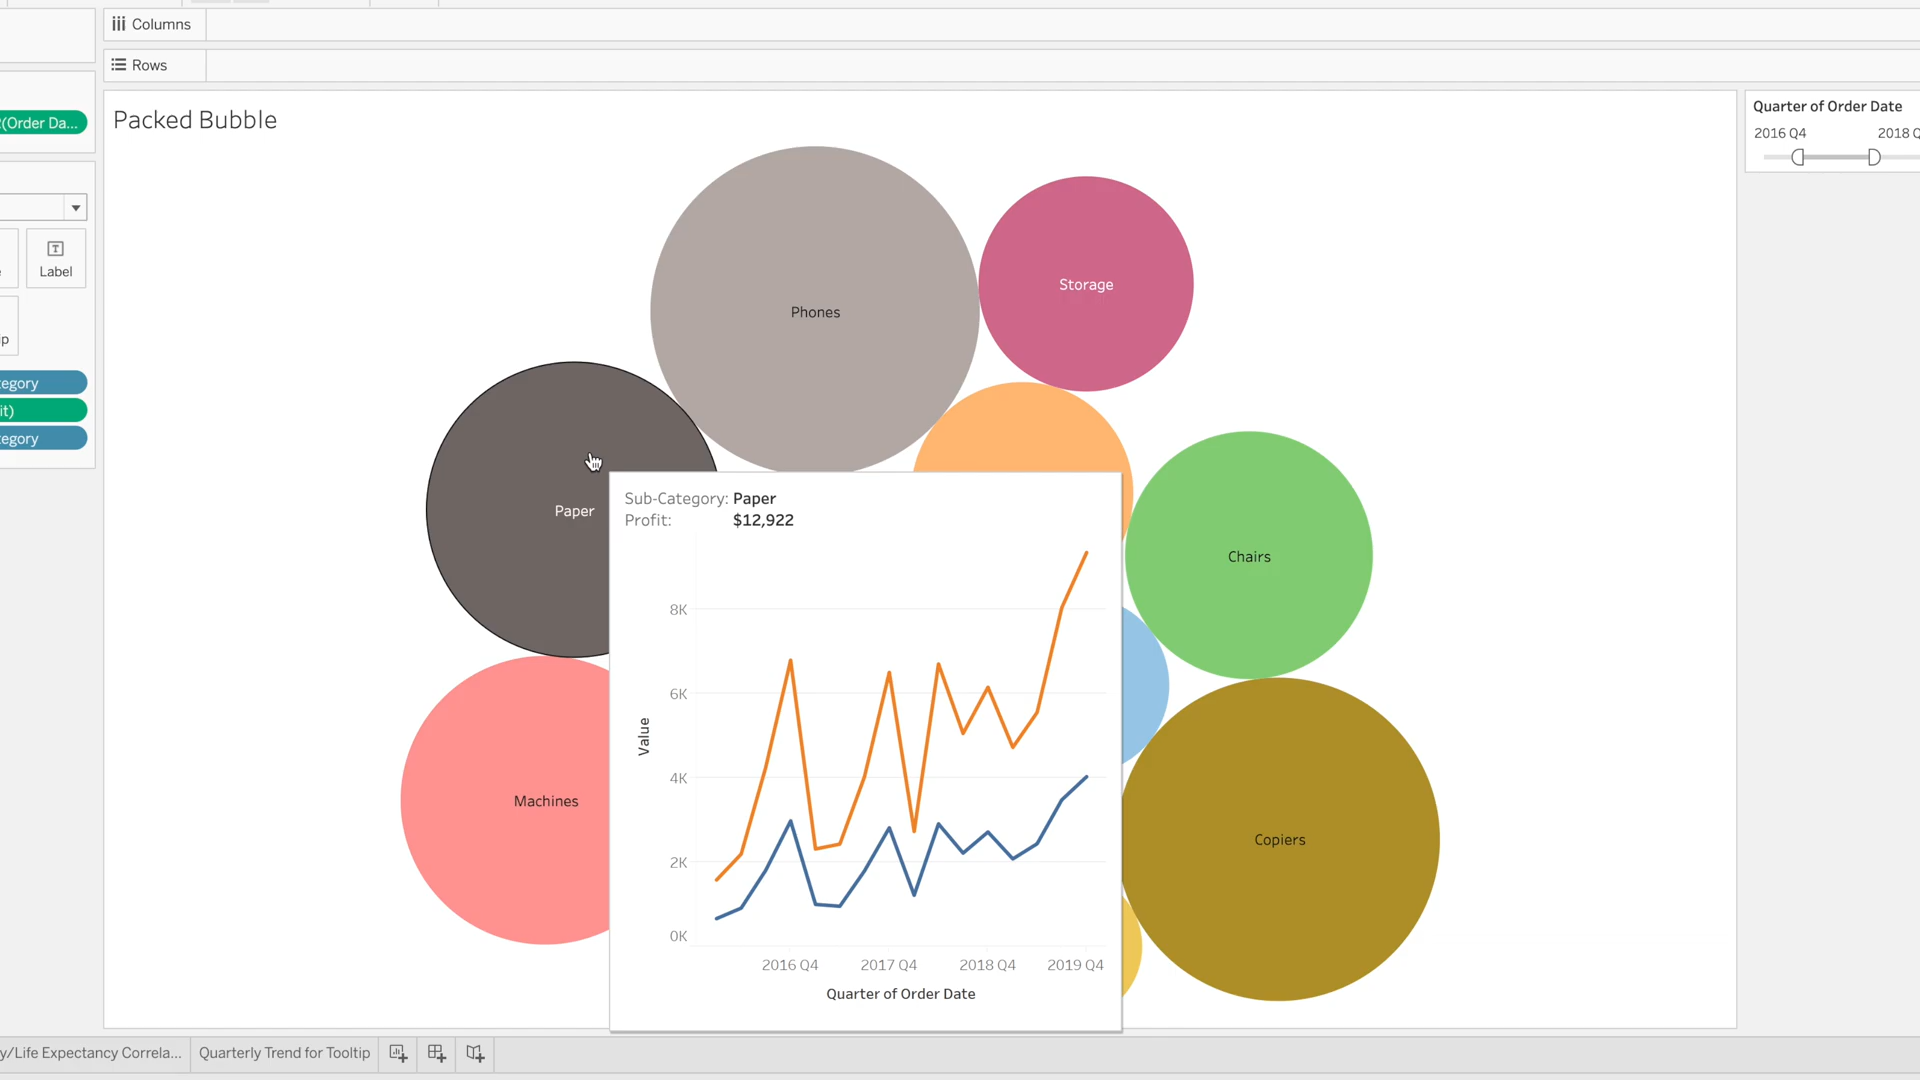 Columns
Rows
(Order Da...
Label
ip
egory
it)
egory
Packed Bubble
Phones
Storage
Paper
Chairs
Machines
Copiers
Sub-Category: Paper
Profit: $12,922
8K
6K
4K
2K
0K
Value
2016 Q4 2017 Q4 2018 Q4 2019 Q4
Quarter of Order Date
Quarter of Order Date
2016 Q4 2018 Q
y/Life Expectancy Correla...
Quarterly Trend for Tooltip